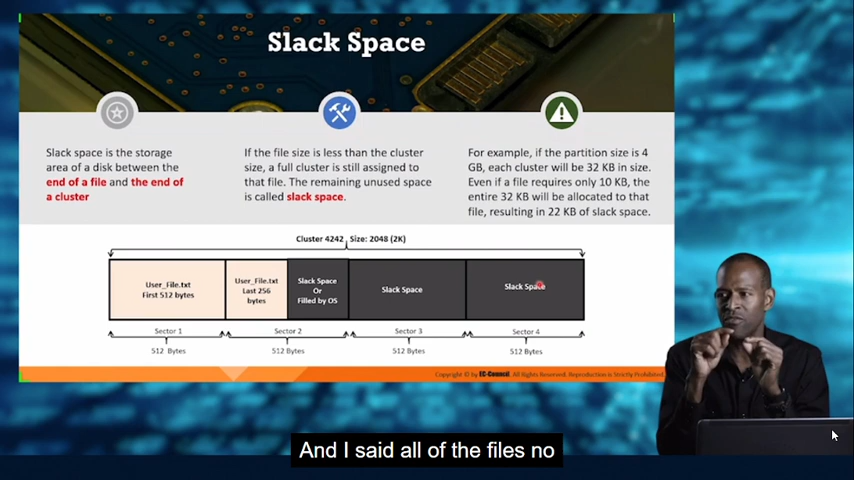 Slack Space
Slack space is the storage
area of a disk between the
end of a file and the end of
a cluster
If the file size is less than the cluster
size, a full cluster is still assigned to
that file. The remaining unused space
is called slack space.
For example, if the partition size is 4
GB, each cluster will be 32 KB in size.
Even if a file requires only 10 KB, the
entire 32 KB will be allocated to that
file, resulting in 22 KB of slack space.
Cluster 4242 , Size: 2048 (2K)
User_File.txt
First 512 bytes
User_File.txt
Last 256
bytes
Slack Space
Or
Filled by OS
Slack Space
Slack Space
Sector 1
Sector 2
Sector 3
Sector 4
512 Bytes
512 Bytes
512 Bytes
512 Bytes
Copyright © by EC-Council. All Rights Reserved. Reproduction is Strictly Prohibited.
And I said all of the files no